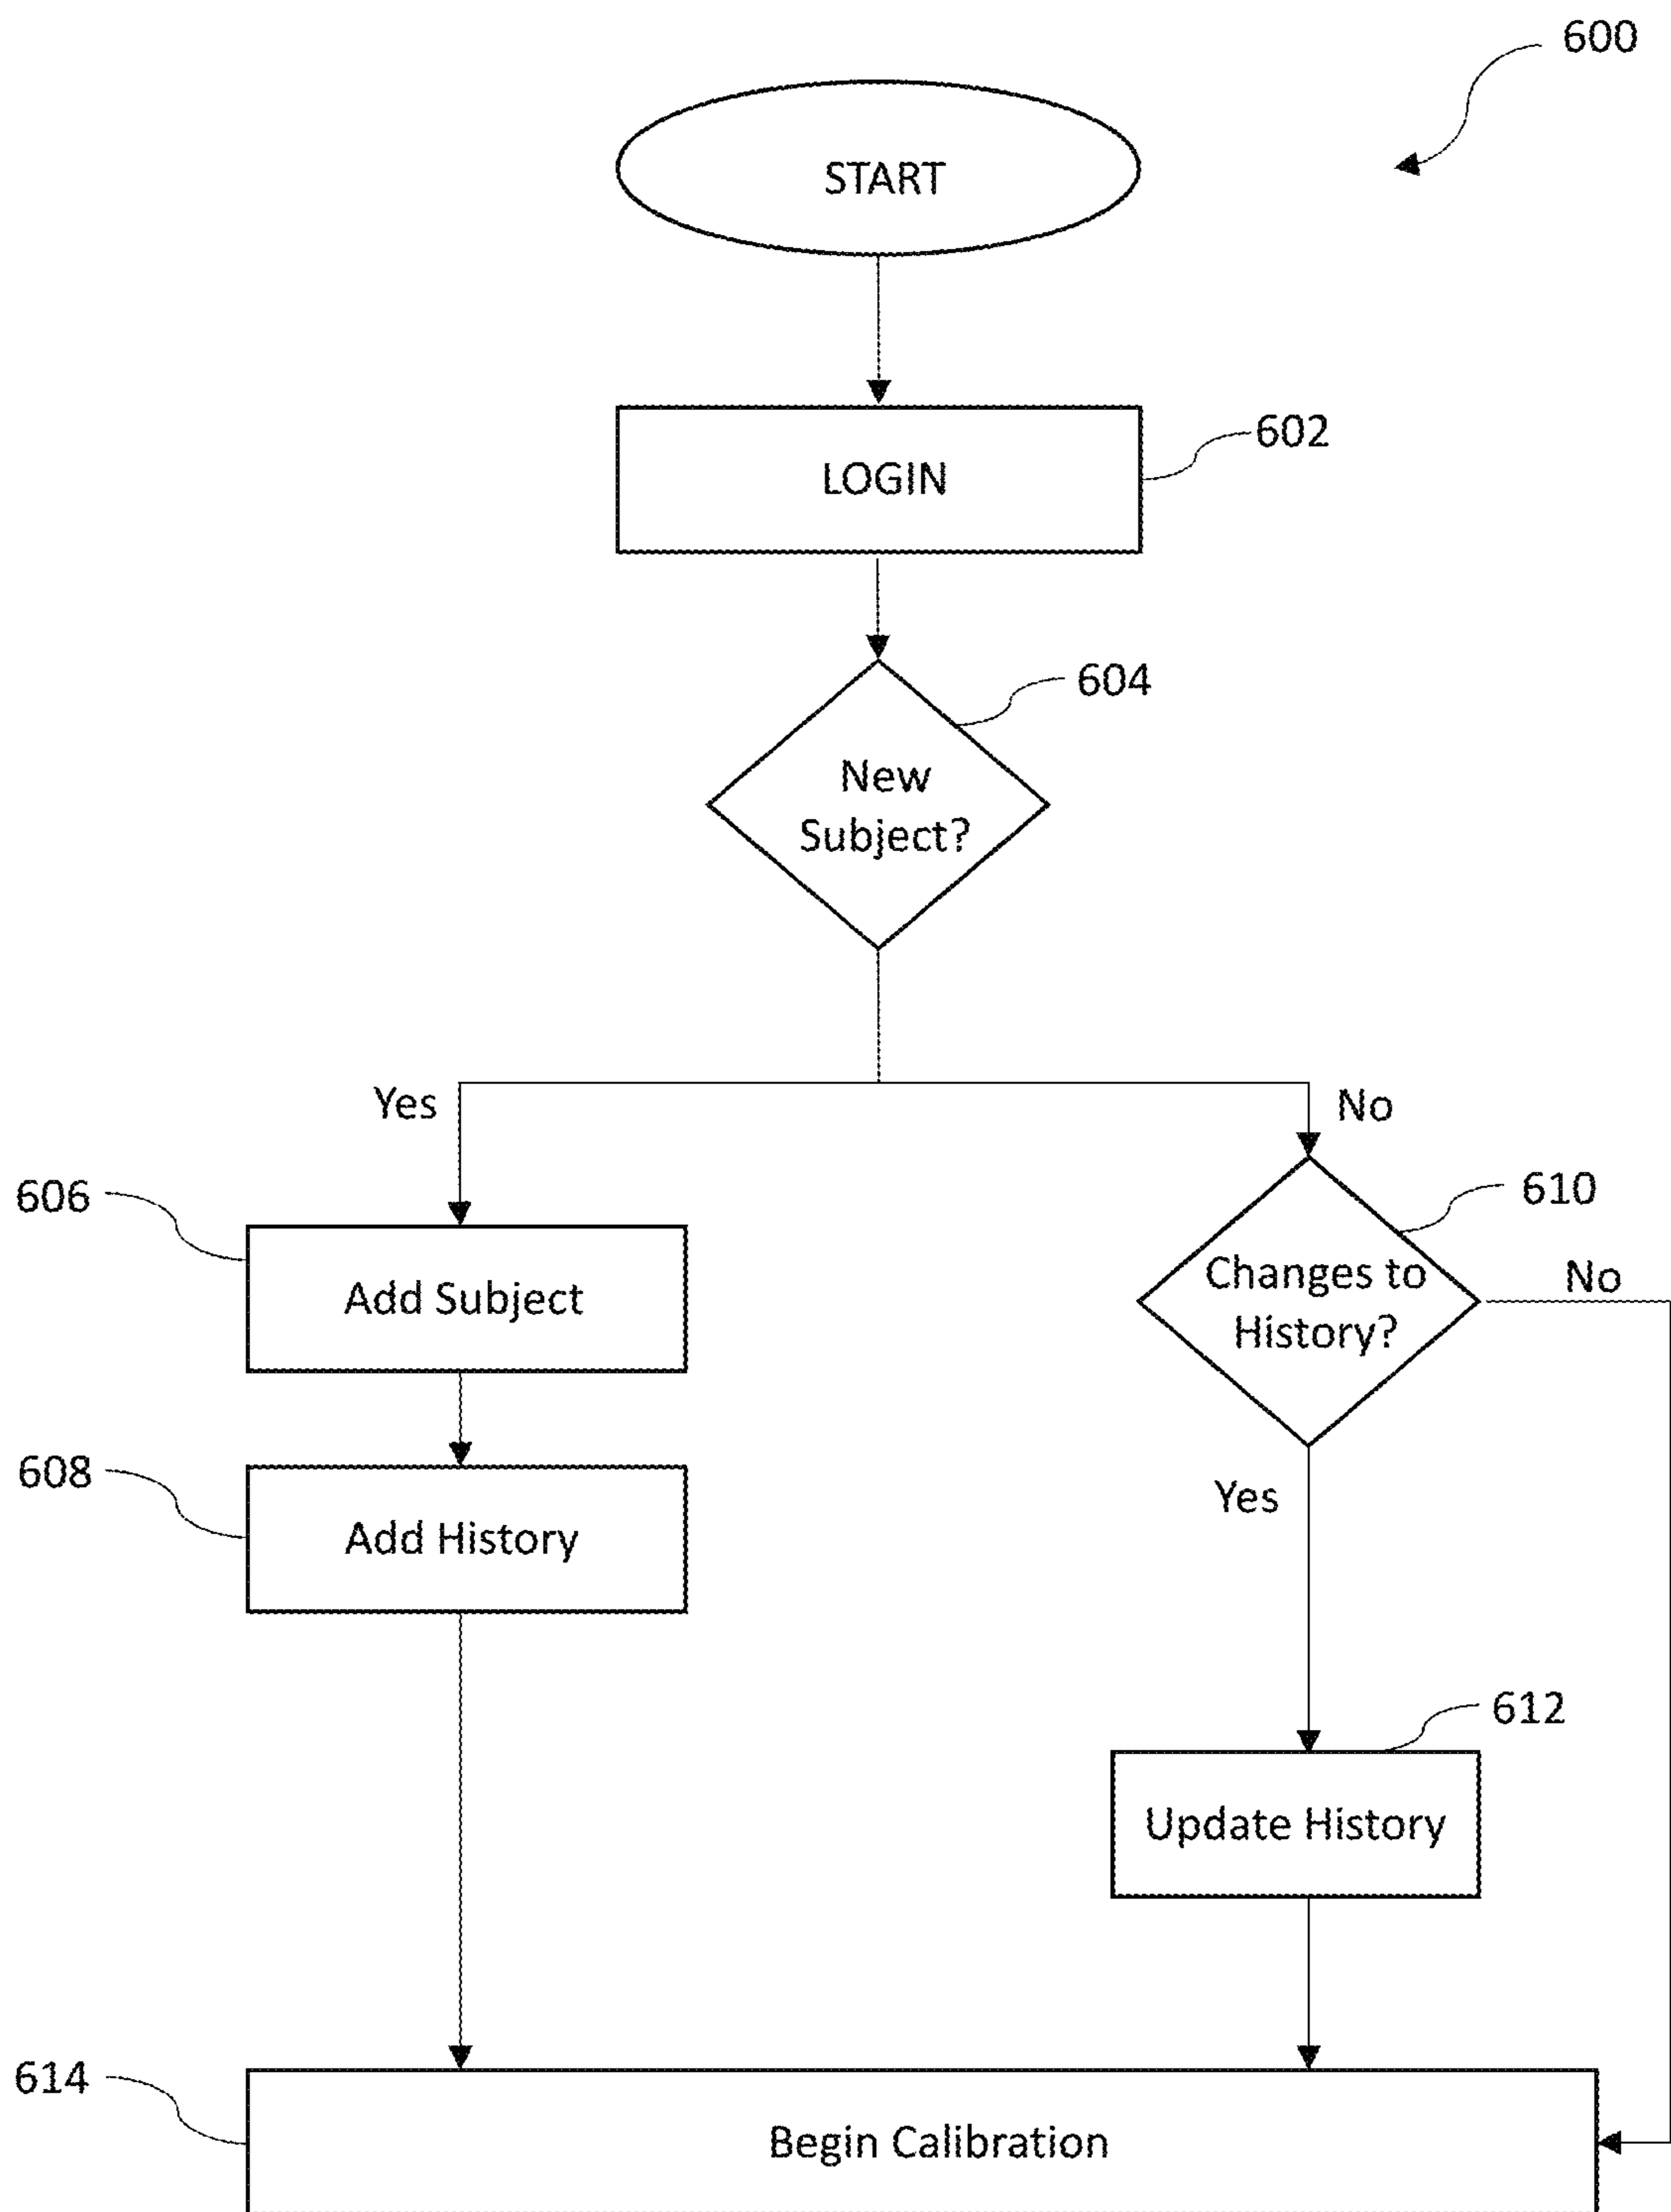 600
START
602
LOGIN
604
New
Subject?
Yes
No
606
610
Add Subject
Changes to
History?
No
608
Add History
Yes
612
Update History
614
Begin Calibration